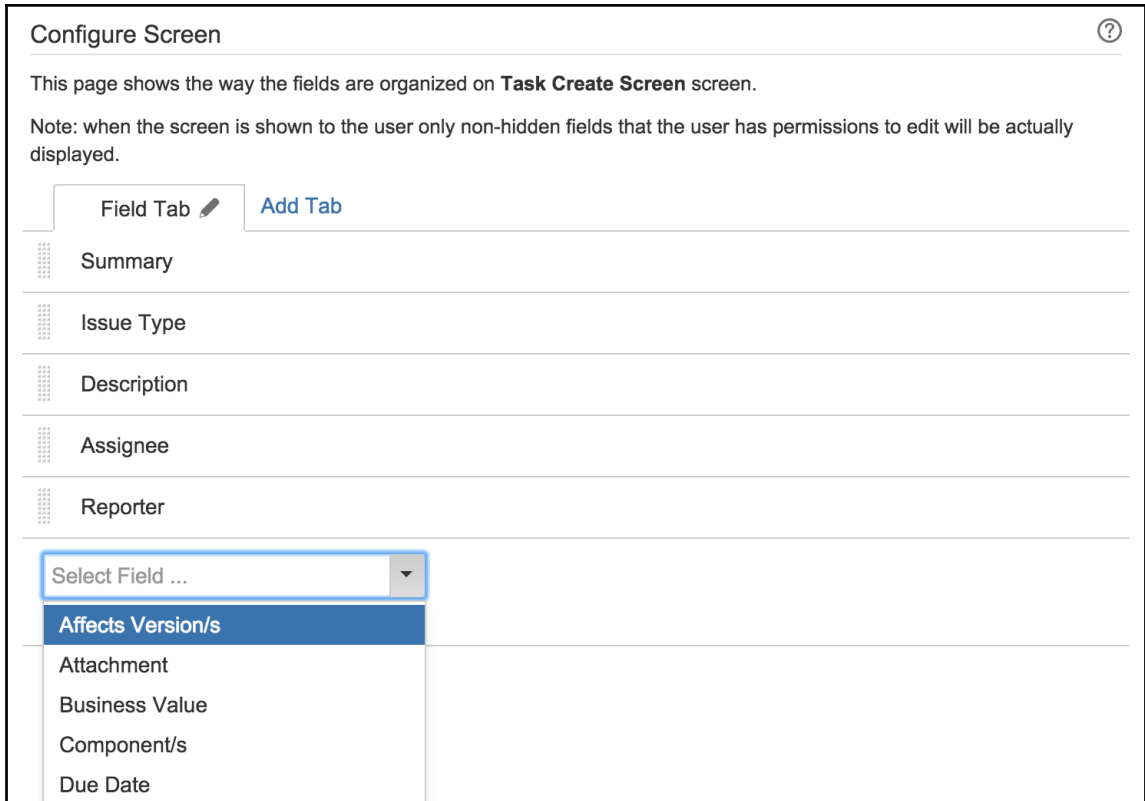 Configure Screen
?
This page shows the way the fields are organized on Task Create Screen screen.
Note: when the screen is shown to the user only non-hidden fields that the user has permissions to edit will be actually
displayed.
Field Tab Add Tab
Summary
Issue Type
Description
Assignee
Reporter
Select Field ...
Affects Version/s
Attachment
Business Value
Component/s
Due Date